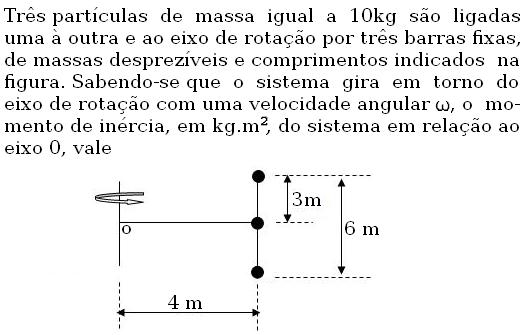 Três partículas de massa igual a 10kg são ligadas
uma à outra e ao eixo de rotação por três barras fixas,
de massas desprezíveis e comprimentos indicados na
figura. Sabendo-se que o sistema gira em torno do
eixo de rotação com uma velocidade angular ω, o mo-
mento de inércia, em kg.m², do sistema em relação ao
eixo 0, vale
3m
o
6 m
4 m